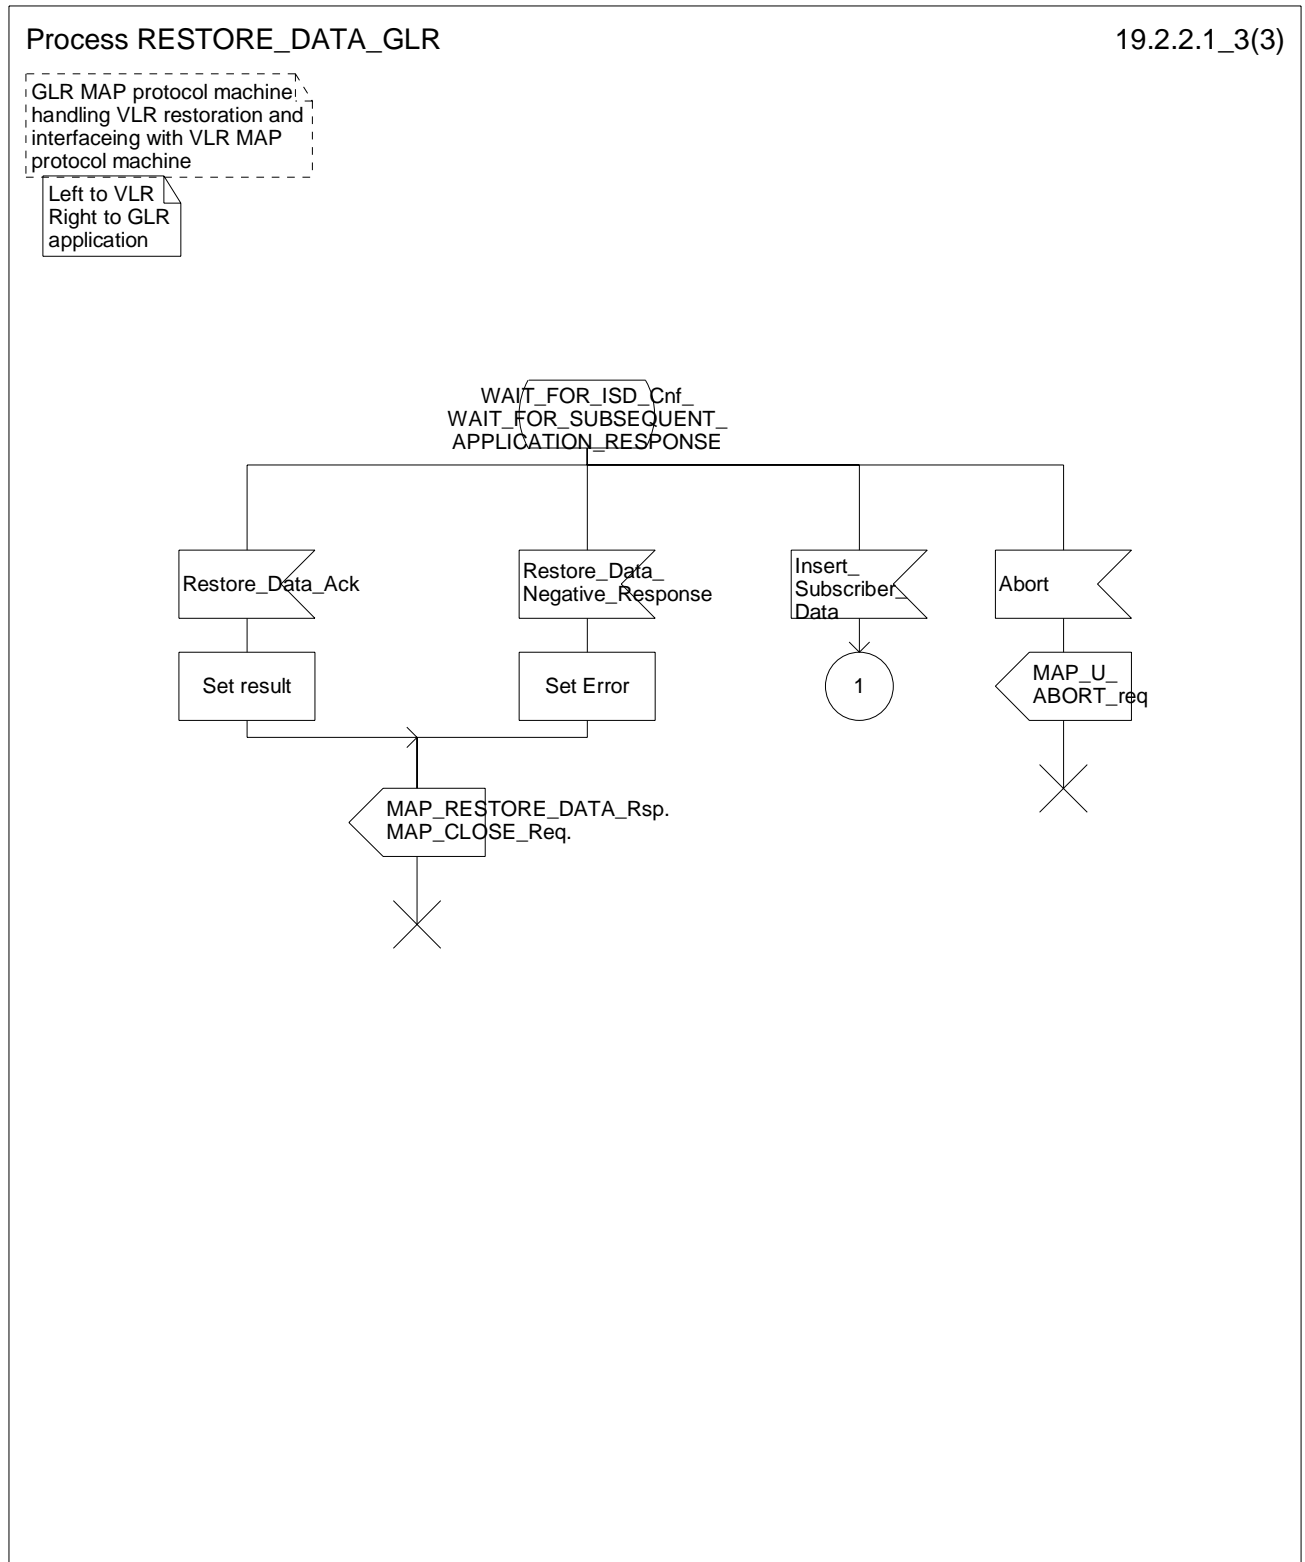 Process RESTORE_DATA_GLR
19.2.2.1_3(3)
GLR MAP protocol machine
handling VLR restoration and
interfaceing with VLR MAP
protocol machine
Left to VLR
Right to GLR
application
WAIT_FOR_ISD_Cnf_
WAIT_FOR_SUBSEQUENT_
APPLICATION_RESPONSE
Restore_Data_Ack
Restore_Data_
Negative_Response
Insert_
Subscriber_
Data
Abort
Set result
Set Error
1
MAP_U_
ABORT_req
MAP_RESTORE_DATA_Rsp.
MAP_CLOSE_Req.